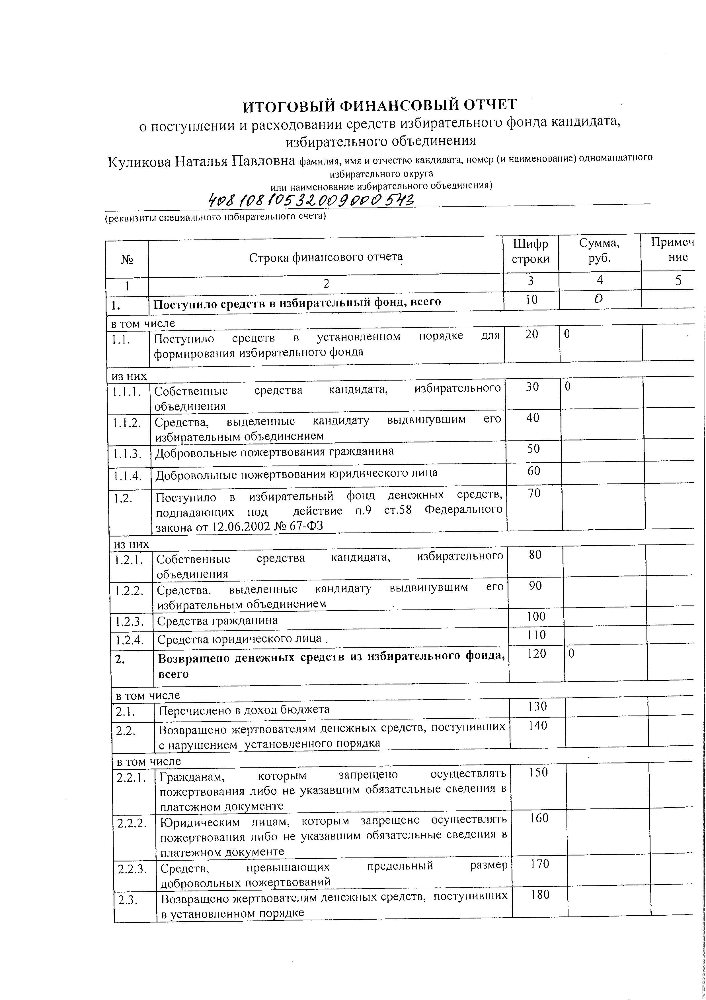 ИТОГОВЫЙ ФИНАНСОВЫЙ ОТЧЕТ
о поступлении и расходовании средств избирательного фонда кандидата,
избирательного объединения
Куликова Наталья Павловна фамилия, имя и отчество кандидата, номер (и наименование) одномандатного
избирательного округа
или наименование избирательного объединения)
40810810532009000543
(реквизиты специального избирательного счета)
№ Строка финансового отчета Шифр строки Сумма, руб. Примеч ние
1 2 3 4 5
1. Поступило средств в избирательный фонд, всего 10 0
в том числе
1.1. Поступило средств в установленном порядке для 20 0
формирования избирательного фонда
из них
1.1.1. Собственные средства кандидата, избирательного 30 0
объединения
1.1.2. Средства, выделенные кандидату выдвинувшим его 40
избирательным объединением
1.1.3. Добровольные пожертвования гражданина 50
1.1.4. Добровольные пожертвования юридического лица 60
1.2. Поступило в избирательный фонд денежных средств, 70
подпадающих под действие п.9 ст.58 Федерального
закона от 12.06.2002 № 67-ФЗ
из них
1.2.1. Собственные средства кандидата, избирательного 80
объединения
1.2.2. Средства, выделенные кандидату выдвинувшим его 90
избирательным объединением
1.2.3. Средства гражданина 100
1.2.4. Средства юридического лица 110
2. Возвращено денежных средств из избирательного фонда, 120 0
всего
в том числе
2.1. Перечислено в доход бюджета 130
2.2. Возвращено жертвователям денежных средств, поступивших 140
с нарушением установленного порядка
в том числе
2.2.1. Гражданам, которым запрещено осуществлять 150
пожертвования либо не указавшим обязательные сведения в
платежном документе
2.2.2. Юридическим лицам, которым запрещено осуществлять 160
пожертвования либо не указавшим обязательные сведения в
платежном документе
2.2.3. Средств, превышающих предельный размер 170
добровольных пожертвований
2.3. Возвращено жертвователям денежных средств, поступивших 180
в установленном порядке